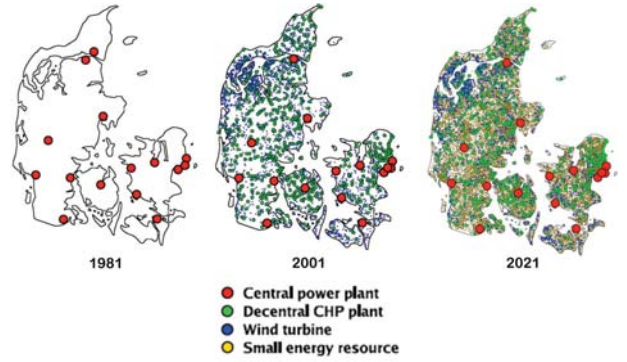 1981
2001
2021
Central power plant
Decentral CHP plant
Wind turbine
Small energy resource